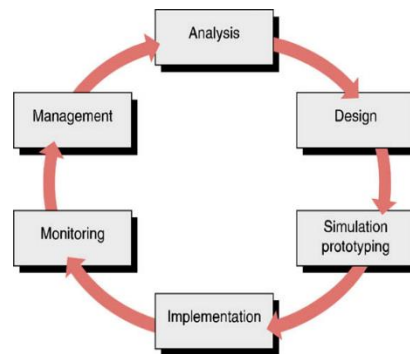 Analysis
Design
Simulation
prototyping
Implementation
Monitoring
Management